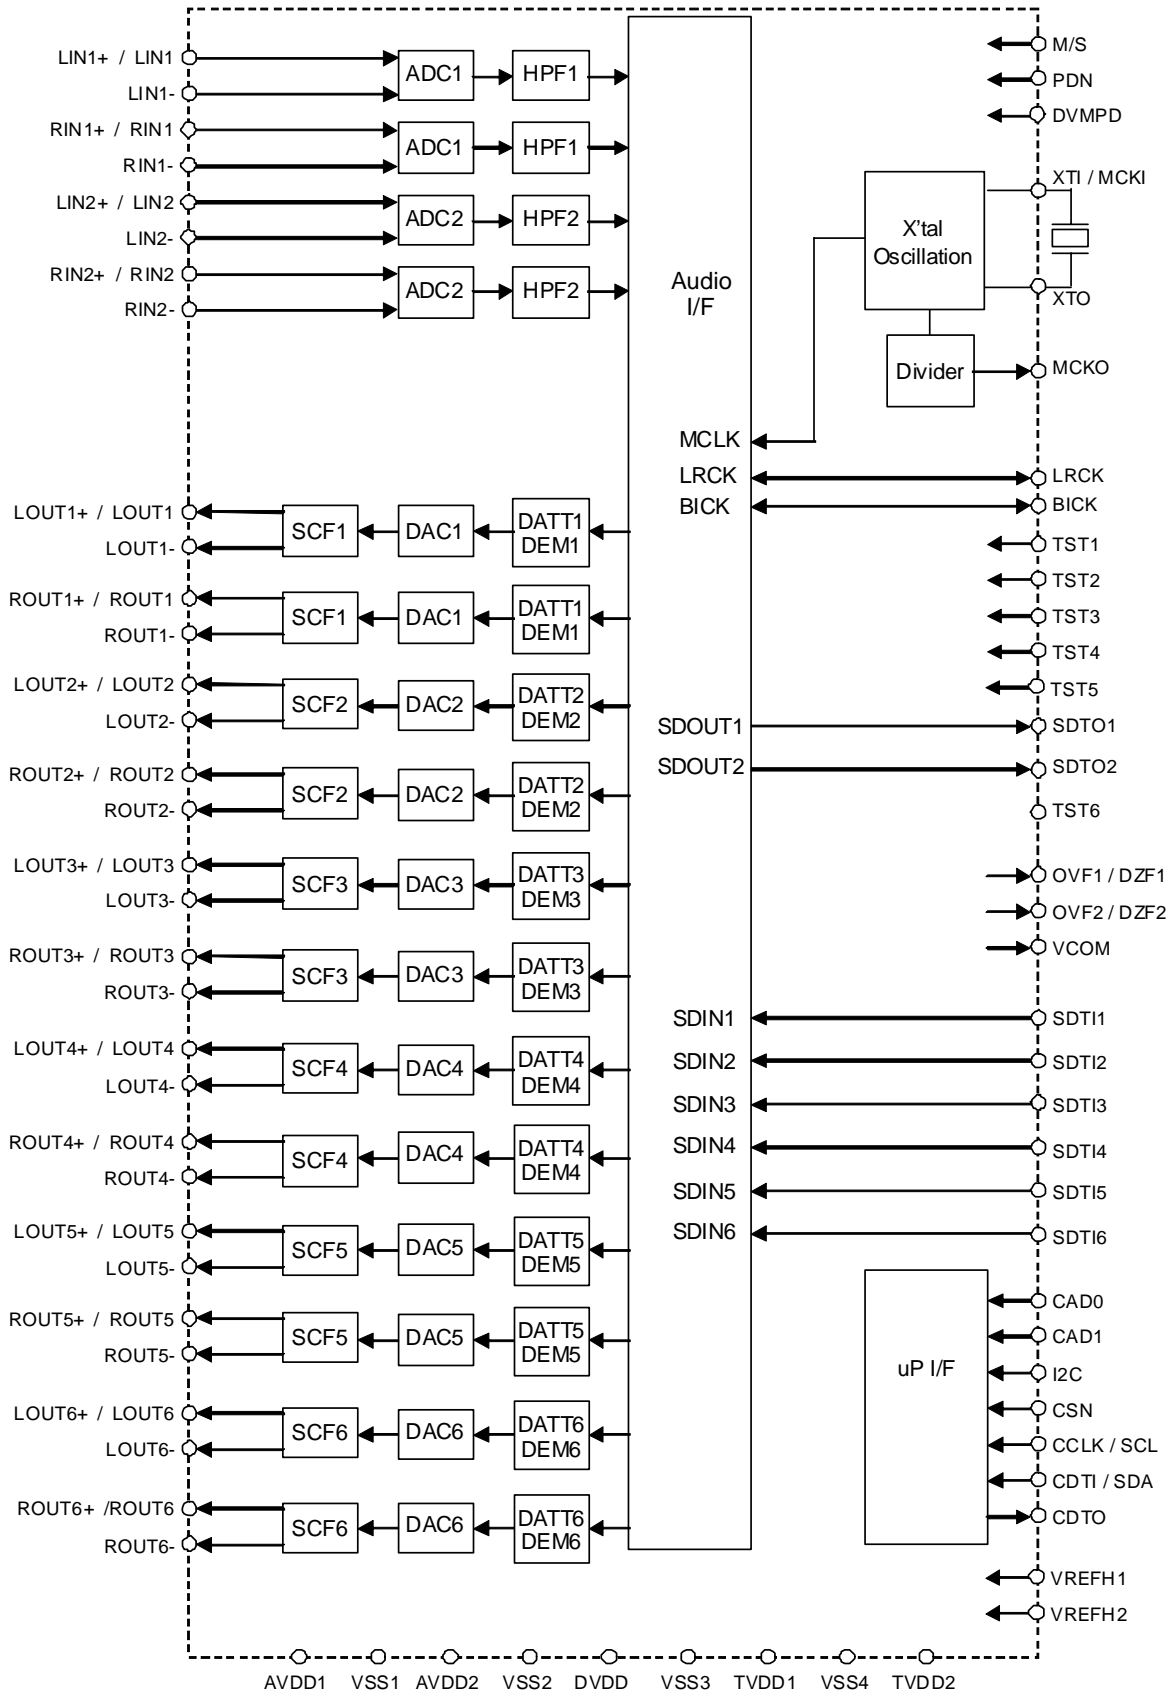 LIN1+ / LIN1
LIN1-
RIN1+ / RIN1
RIN1-
LIN2+ / LIN2
LIN2-
RIN2+ / RIN2
RIN2-
ADC1
HPF1
ADC1
HPF1
ADC2
HPF2
ADC2
HPF2
Audio
I/F
M/S
PDN
DVMPD
XTI / MCKI
X'tal
Oscillation
XTO
Divider
MCKO
MCLK
LRCK
LRCK
BICK
BICK
TST1
TST2
TST3
TST4
TST5
SDOUT1
SDTO1
SDOUT2
SDTO2
TST6
OVF1 / DZF1
OVF2 / DZF2
VCOM
SDIN1
SDTI1
SDIN2
SDTI2
SDIN3
SDTI3
SDIN4
SDTI4
SDIN5
SDTI5
SDIN6
SDTI6
uP I/F
CAD0
CAD1
I2C
CSN
CCLK / SCL
CDTI / SDA
CDTO
VREFH1
VREFH2
LOUT1+ / LOUT1
LOUT1-
SCF1
DAC1
DATT1
DEM1
ROUT1+ / ROUT1
ROUT1-
SCF1
DAC1
DATT1
DEM1
LOUT2+ / LOUT2
LOUT2-
SCF2
DAC2
DATT2
DEM2
ROUT2+ / ROUT2
ROUT2-
SCF2
DAC2
DATT2
DEM2
LOUT3+ / LOUT3
LOUT3-
SCF3
DAC3
DATT3
DEM3
ROUT3+ / ROUT3
ROUT3-
SCF3
DAC3
DATT3
DEM3
LOUT4+ / LOUT4
LOUT4-
SCF4
DAC4
DATT4
DEM4
ROUT4+ / ROUT4
ROUT4-
SCF4
DAC4
DATT4
DEM4
LOUT5+ / LOUT5
LOUT5-
SCF5
DAC5
DATT5
DEM5
ROUT5+ / ROUT5
ROUT5-
SCF5
DAC5
DATT5
DEM5
LOUT6+ / LOUT6
LOUT6-
SCF6
DAC6
DATT6
DEM6
ROUT6+ /ROUT6
ROUT6-
SCF6
DAC6
DATT6
DEM6
AVDD1 VSS1 AVDD2 VSS2 DVDD VSS3 TVDD1 VSS4 TVDD2